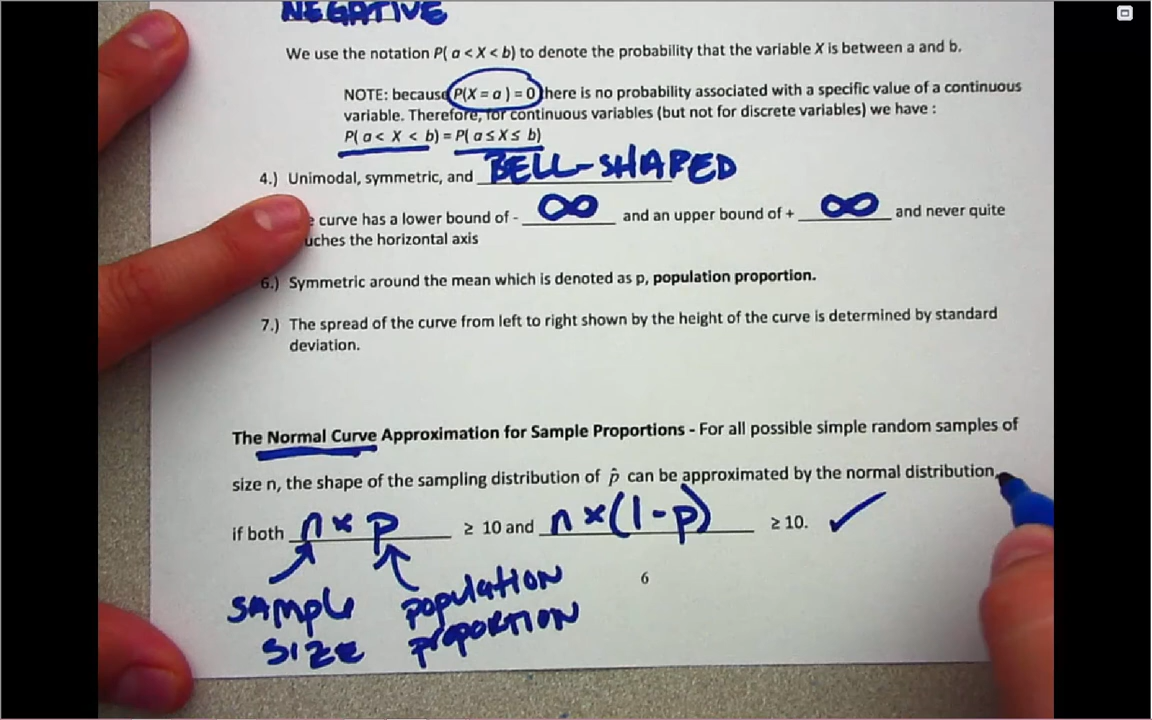 NEGATIVE
We use the notation P( a < X < b) to denote the probability that the variable X is between a and b.
NOTE: because P(X = a ) = 0 here is no probability associated with a specific value of a continuous
variable. Therefore, for continuous variables (but not for discrete variables) we have :
P( a < X < b) = P( a ≤ X ≤ b)
4.) Unimodal, symmetric, and BELL-SHAPED
e curve has a lower bound of - ∞ and an upper bound of + ∞ and never quite
uches the horizontal axis
6.) Symmetric around the mean which is denoted as p, population proportion.
7.) The spread of the curve from left to right shown by the height of the curve is determined by standard
deviation.
The Normal Curve Approximation for Sample Proportions - For all possible simple random samples of
size n, the shape of the sampling distribution of p̂ can be approximated by the normal distribution
if both n × p ≥ 10 and n × (1-p) ≥ 10. ✓
SAMPLE SIZE
POPULATION PROPORTION
6